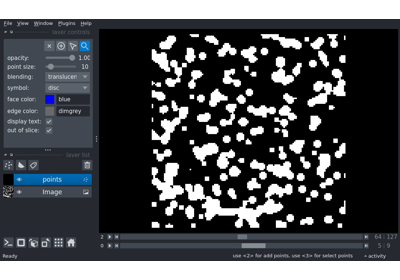 File View Window Plugins Help
layer controls
opacity: 1.00
point size: 10
blending: translucen
symbol: disc
face color: blue
edge color: dimgrey
display text:
out of slice:
layer list
points
Image
2 64 127
0 5 9
Ready use <2> for add points, use <3> for select points activity